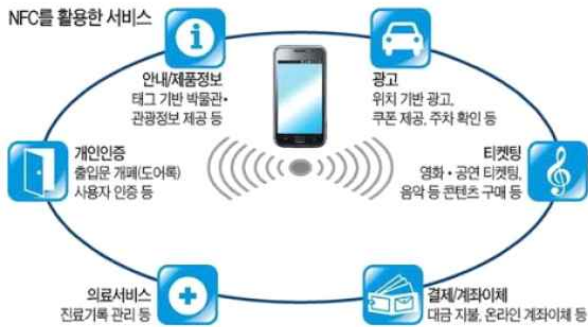 NFC를 활용한 서비스
안내/제품정보
태그 기반 박물관•
관광정보 제공 등
광고
위치 기반 광고,
쿠폰 제공, 주차 확인 등
개인인증
출입문 개폐(도어록)
사용자 인증 등
티켓팅
영화 • 공연 티켓팅,
음악 등 콘텐츠 구매 등
의료서비스
진료기록 관리 등
결제/계좌이체
대금 지불, 온라인 계좌이체 등